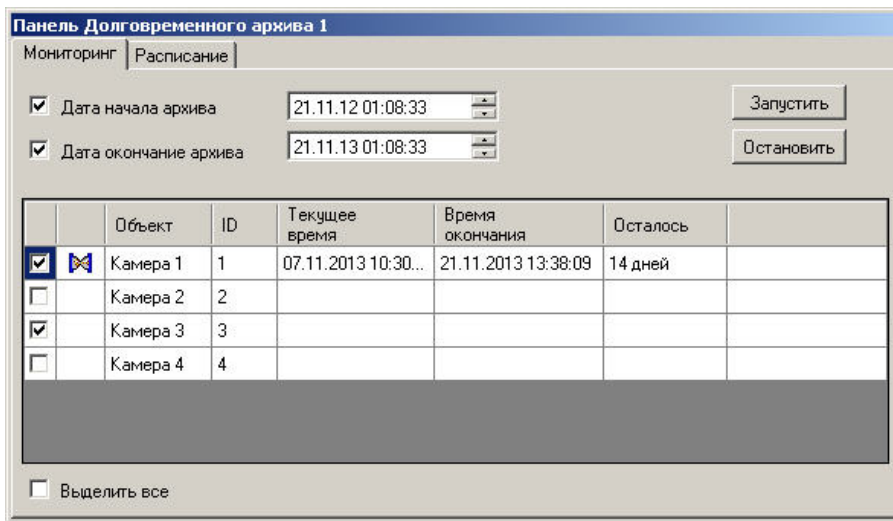 Панель Долговременного архива 1
Мониторинг Расписание
Дата начала архива 21.11.12 01:08:33 Запустить
Дата окончание архива 21.11.13 01:08:33 Остановить
Объект ID Текущее время Время окончания Осталось
Камера 1 1 07.11.2013 10:30... 21.11.2013 13:38:09 14 дней
Камера 2 2
Камера 3 3
Камера 4 4
Выделить все